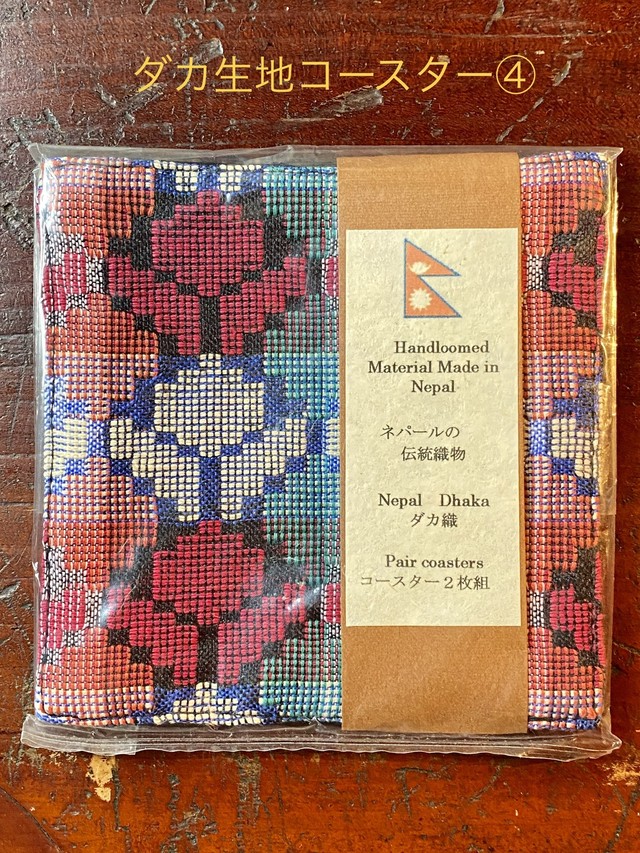 ダカ生地コースター④
Handloomed
Material Made in
Nepal
ネパールの
伝統織物
Nepal Dhaka
ダカ織
Pair coasters
コースター２枚組